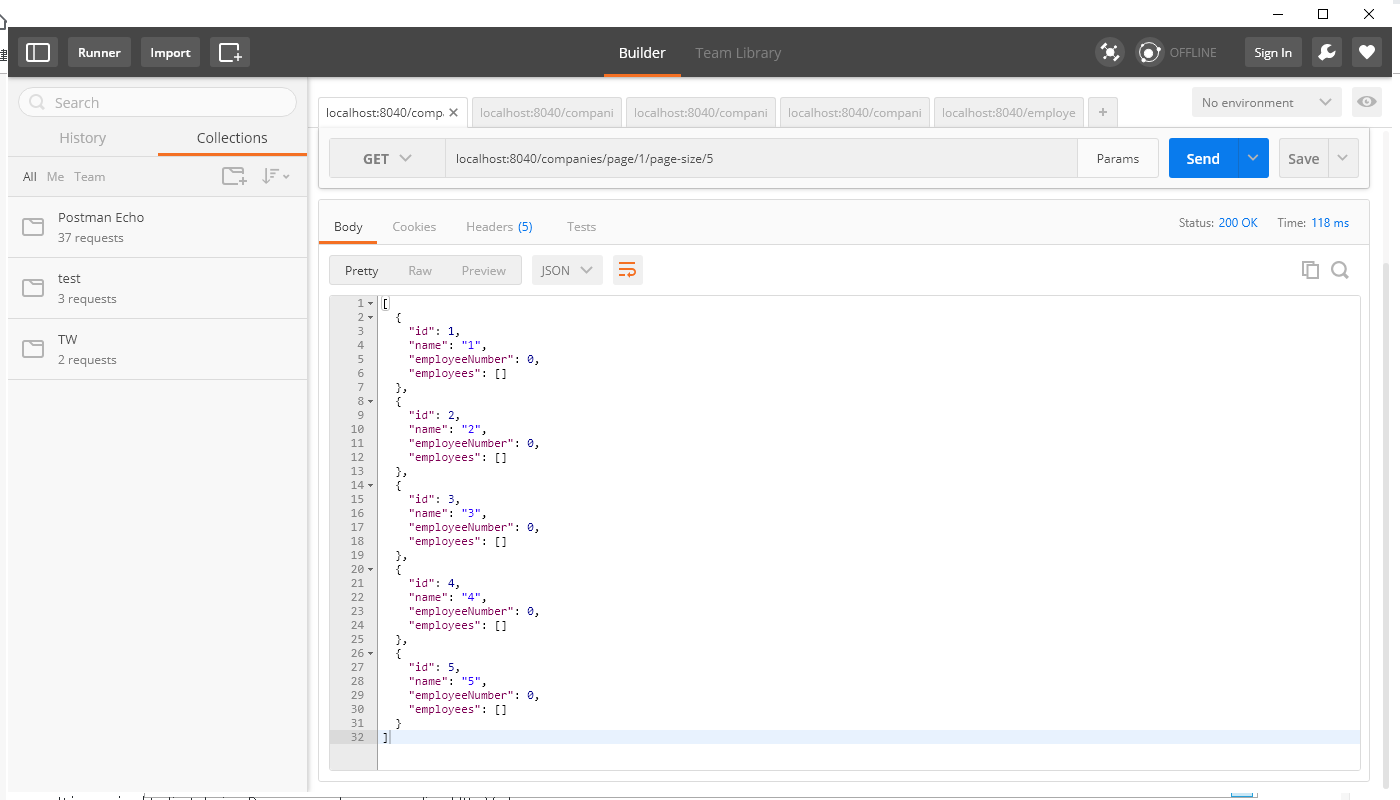 Runner Import Builder Team Library OFFLINE Sign In
Search
History Collections
All Me Team
Postman Echo
37 requests
test
3 requests
TW
2 requests
localhost:8040/comp localhost:8040/compani localhost:8040/compani localhost:8040/compani localhost:8040/employe + No environment
GET localhost:8040/companies/page/1/page-size/5 Params Send Save
Body Cookies Headers (5) Tests Status: 200 OK Time: 118 ms
Pretty Raw Preview JSON
1 [
2 {
3 "id": 1,
4 "name": "1",
5 "employeeNumber": 0,
6 "employees": []
7 },
8 {
9 "id": 2,
10 "name": "2",
11 "employeeNumber": 0,
12 "employees": []
13 },
14 {
15 "id": 3,
16 "name": "3",
17 "employeeNumber": 0,
18 "employees": []
19 },
20 {
21 "id": 4,
22 "name": "4",
23 "employeeNumber": 0,
24 "employees": []
25 },
26 {
27 "id": 5,
28 "name": "5",
29 "employeeNumber": 0,
30 "employees": []
31 }
32 ]